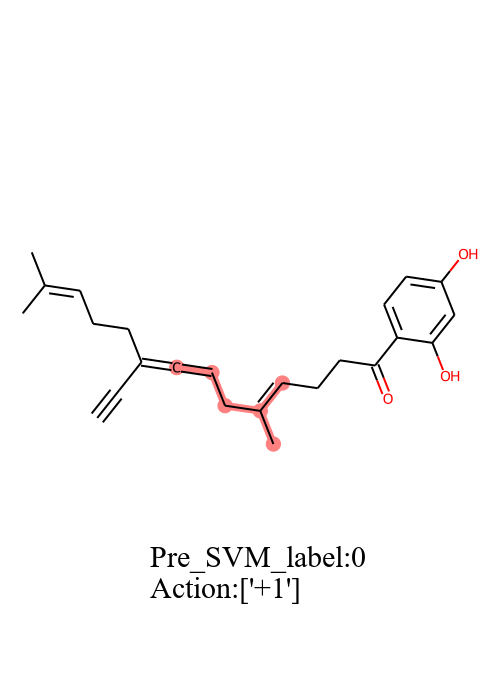 OH
C
OH
O
Pre_SVM_label:0
Action:['+1']